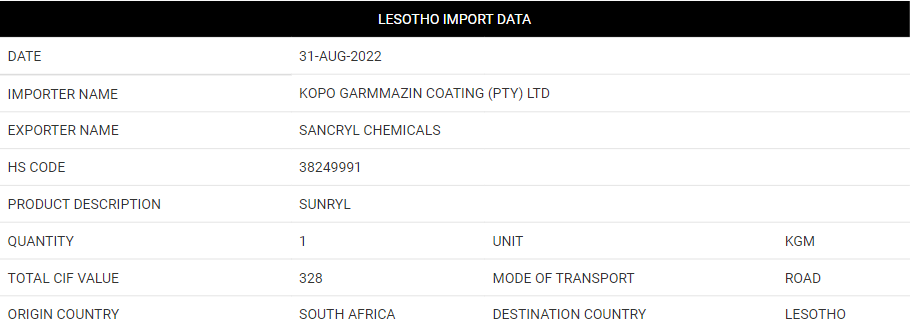 LESOTHO IMPORT DATA
DATE 31-AUG-2022
IMPORTER NAME KOPO GARMMAZIN COATING (PTY) LTD
EXPORTER NAME SANCRYL CHEMICALS
HS CODE 38249991
PRODUCT DESCRIPTION SUNRYL
QUANTITY 1 UNIT KGM
TOTAL CIF VALUE 328 MODE OF TRANSPORT ROAD
ORIGIN COUNTRY SOUTH AFRICA DESTINATION COUNTRY LESOTHO